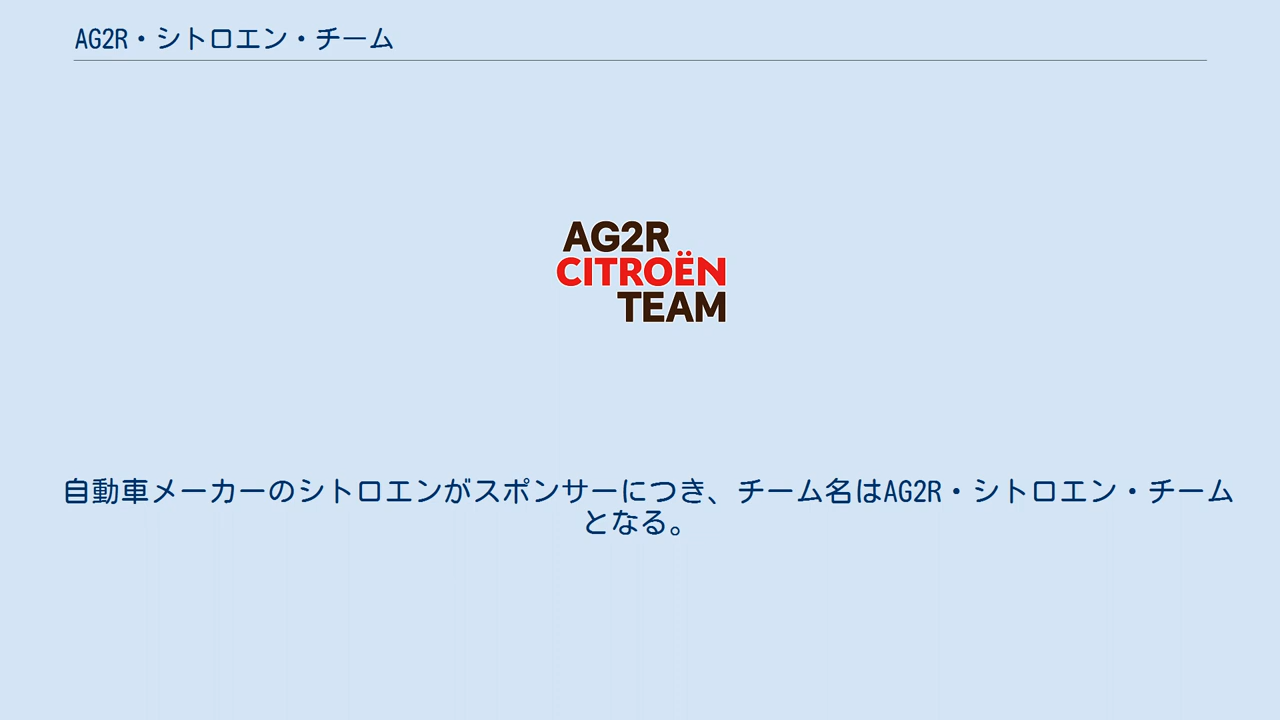 AG2R・シトロエン・チーム
AG2R
CITROËN
TEAM
自動車メーカーのシトロエンがスポンサーにつき、チーム名はAG2R・シトロエン・チーム
となる。